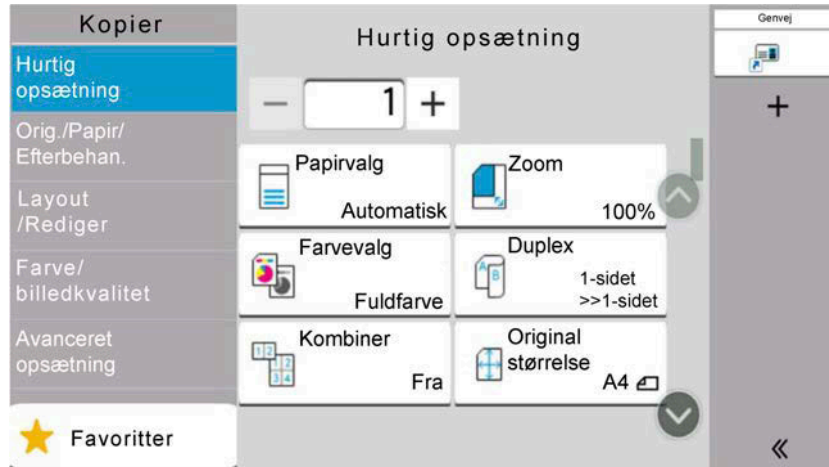 Kopier
Hurtig
opsætning
Orig./Papir/
Efterbehan.
Layout
/Rediger
Farve/
billedkvalitet
Avanceret
opsætning
Favoritter
Hurtig opsætning
1
Papirvalg
Automatisk
Zoom
100%
Farvevalg
Fuldfarve
Duplex
1-sidet
>>1-sidet
Kombiner
Fra
Original
størrelse
A4
Genvej